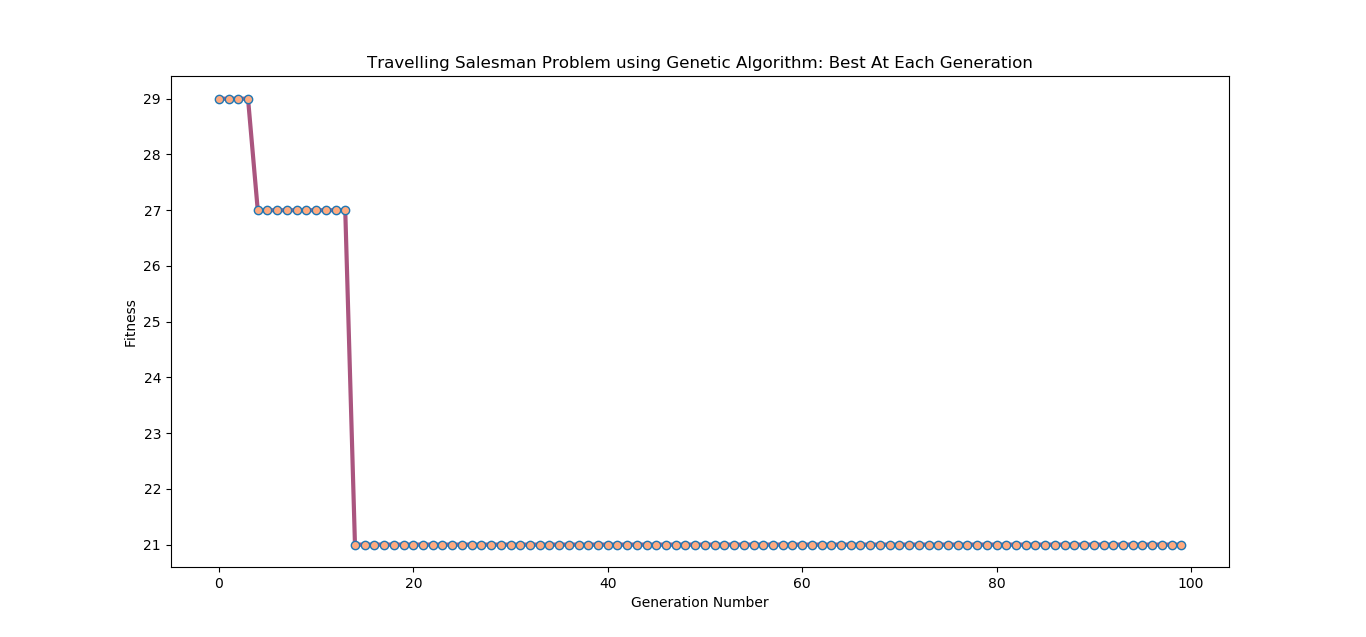 Travelling Salesman Problem using Genetic Algorithm: Best At Each Generation
29
28
27
26
25
24
23
22
21
Fitness
0 20 40 60 80 100
Generation Number